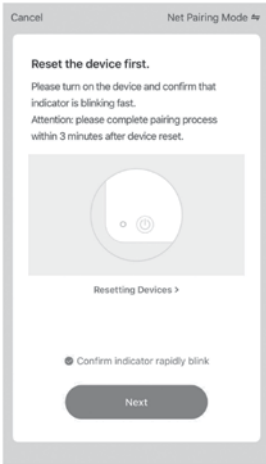 Cancel Net Pairing Mode ⇋
Reset the device first.
Please turn on the device and confirm that
indicator is blinking fast.
Attention: please complete pairing process
within 3 minutes after device reset.
Resetting Devices >
Confirm indicator rapidly blink
Next